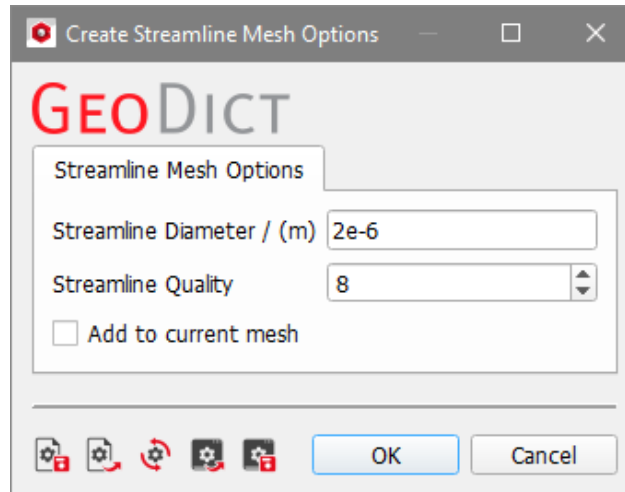 Create Streamline Mesh Options
GEODICT
Streamline Mesh Options
Streamline Diameter / (m) 2e-6
Streamline Quality 8
Add to current mesh
OK Cancel